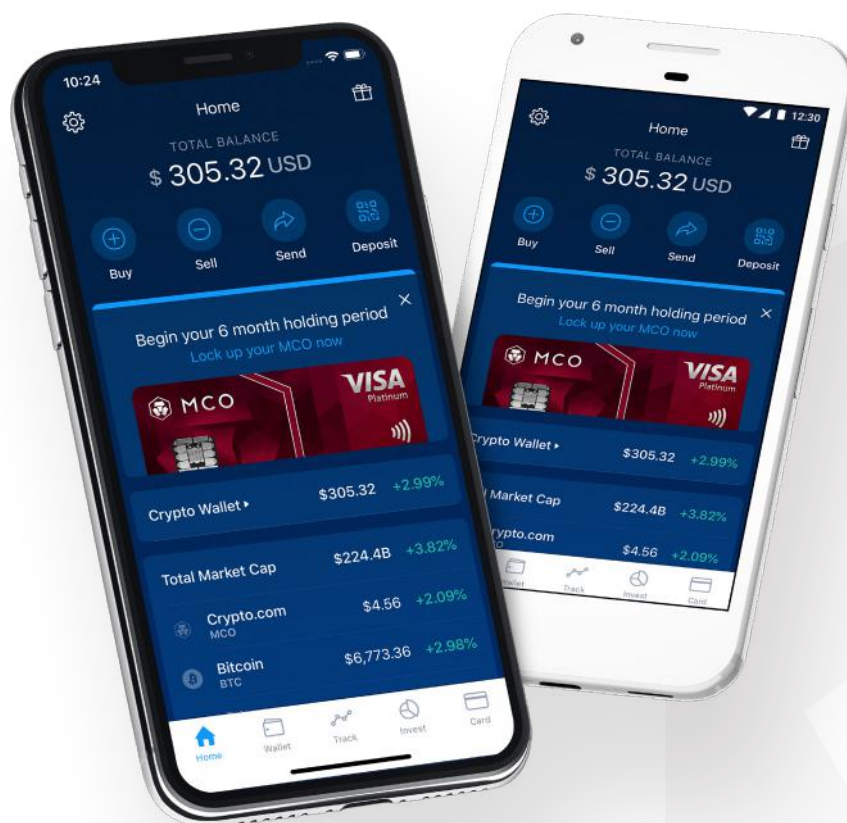 10:24
Home
TOTAL BALANCE
$ 305.32 USD
Buy Sell Send Deposit
Begin your 6 month holding period
Lock up your MCO now
MCO VISA
Platinum
Crypto Wallet $305.32 +2.99%
Total Market Cap $224.4B +3.82%
Crypto.com $4.56 +2.09%
MCO
Bitcoin $6,773.36 +2.98%
BTC
Home Wallet Track Invest Card
12:30
Home
TOTAL BALANCE
$ 305.32 USD
Buy Sell Send Deposit
Begin your 6 month holding period
Lock up your MCO now
MCO VISA
Platinum
Crypto Wallet $305.32 +2.99%
Market Cap $224.4B +3.82%
rypto.com $4.56 +2.09%
Wallet Track Invest Card